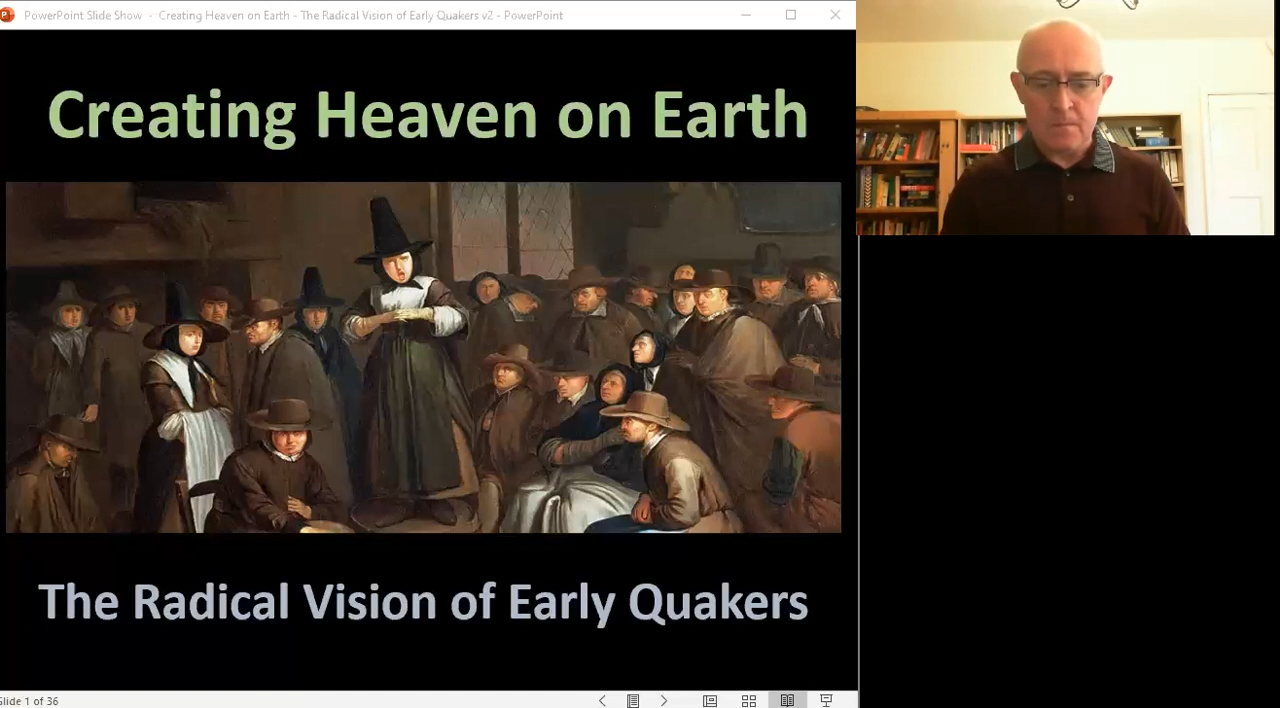 PowerPoint Slide Show - Creating Heaven on Earth - The Radical Vision of Early Quakers v2 - PowerPoint
Creating Heaven on Earth
The Radical Vision of Early Quakers
Slide 1 of 36